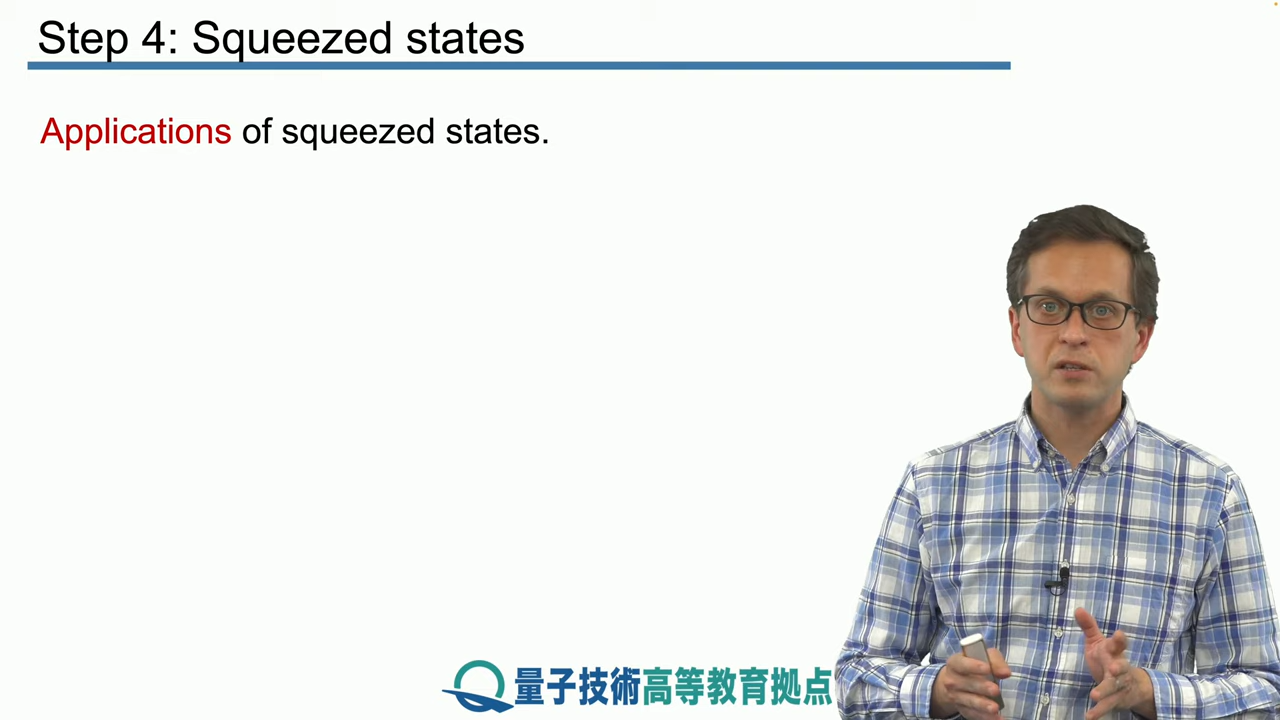 Step 4: Squeezed states
Applications of squeezed states.
量子技術高等教育拠点